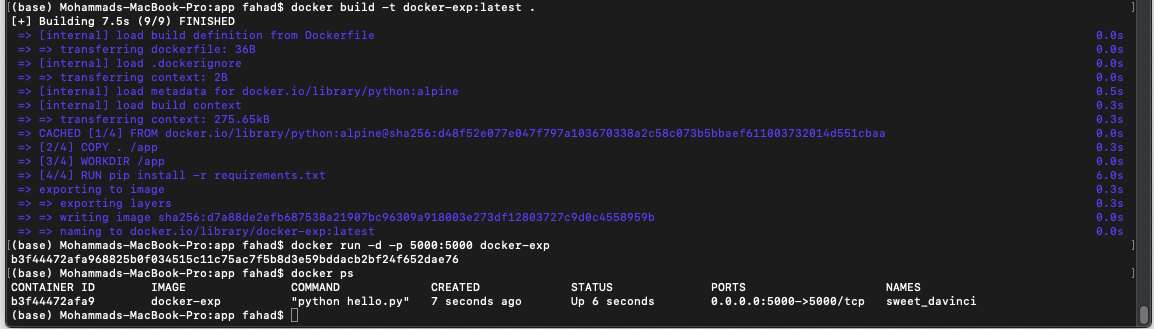 [(base) Mohammads-MacBook-Pro:app fahad$ docker build -t docker-exp:latest . ]
[+] Building 7.5s (9/9) FINISHED
=> [internal] load build definition from Dockerfile 0.0s
=> => transferring dockerfile: 36B 0.0s
=> [internal] load .dockerignore 0.0s
=> => transferring context: 2B 0.0s
=> [internal] load metadata for docker.io/library/python:alpine 0.5s
=> [internal] load build context 0.3s
=> => transferring context: 275.65kB 0.3s
=> CACHED [1/4] FROM docker.io/library/python:alpine@sha256:d48f52e077e047f797a103670338a2c58c073b5bbaef611003732014d551cbaa 0.0s
=> [2/4] COPY . /app 0.3s
=> [3/4] WORKDIR /app 0.0s
=> [4/4] RUN pip install -r requirements.txt 6.0s
=> exporting to image 0.3s
=> => exporting layers 0.3s
=> => writing image sha256:d7a88de2efb687538a21907bc96309a918003e273df12803727c9d0c4558959b 0.0s
=> => naming to docker.io/library/docker-exp:latest 0.0s
[(base) Mohammads-MacBook-Pro:app fahad$ docker run -d -p 5000:5000 docker-exp ]
b3f44472afa968825b0f034515c11c75ac7f5b8d3e59bddacb2bf24f652dae76
[(base) Mohammads-MacBook-Pro:app fahad$ docker ps ]
CONTAINER ID IMAGE COMMAND CREATED STATUS PORTS NAMES
b3f44472afa9 docker-exp "python hello.py" 7 seconds ago Up 6 seconds 0.0.0.0:5000->5000/tcp sweet_davinci
(base) Mohammads-MacBook-Pro:app fahad$